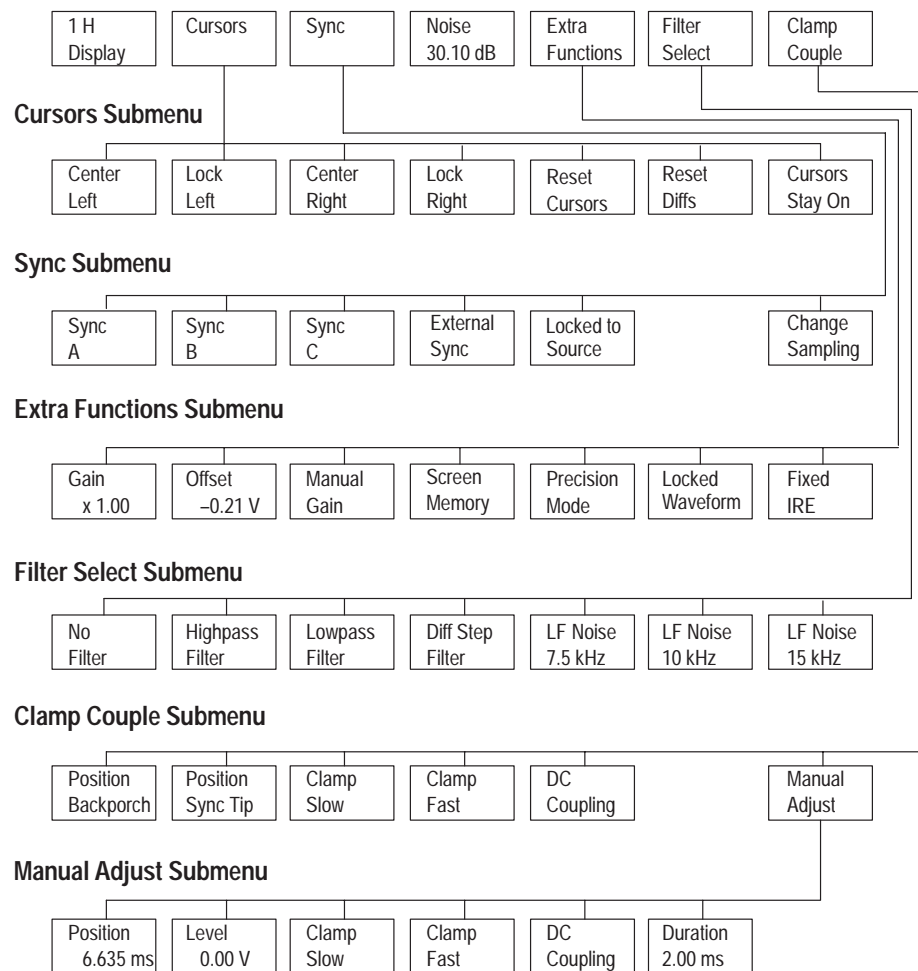 1 H Display
Cursors
Sync
Noise 30.10 dB
Extra Functions
Filter Select
Clamp Couple
Cursors Submenu
Center Left
Lock Left
Center Right
Lock Right
Reset Cursors
Reset Diffs
Cursors Stay On
Sync Submenu
Sync A
Sync B
Sync C
External Sync
Locked to Source
Change Sampling
Extra Functions Submenu
Gain x 1.00
Offset –0.21 V
Manual Gain
Screen Memory
Precision Mode
Locked Waveform
Fixed IRE
Filter Select Submenu
No Filter
Highpass Filter
Lowpass Filter
Diff Step Filter
LF Noise 7.5 kHz
LF Noise 10 kHz
LF Noise 15 kHz
Clamp Couple Submenu
Position Backporch
Position Sync Tip
Clamp Slow
Clamp Fast
DC Coupling
Manual Adjust
Manual Adjust Submenu
Position 6.635 ms
Level 0.00 V
Clamp Slow
Clamp Fast
DC Coupling
Duration 2.00 ms